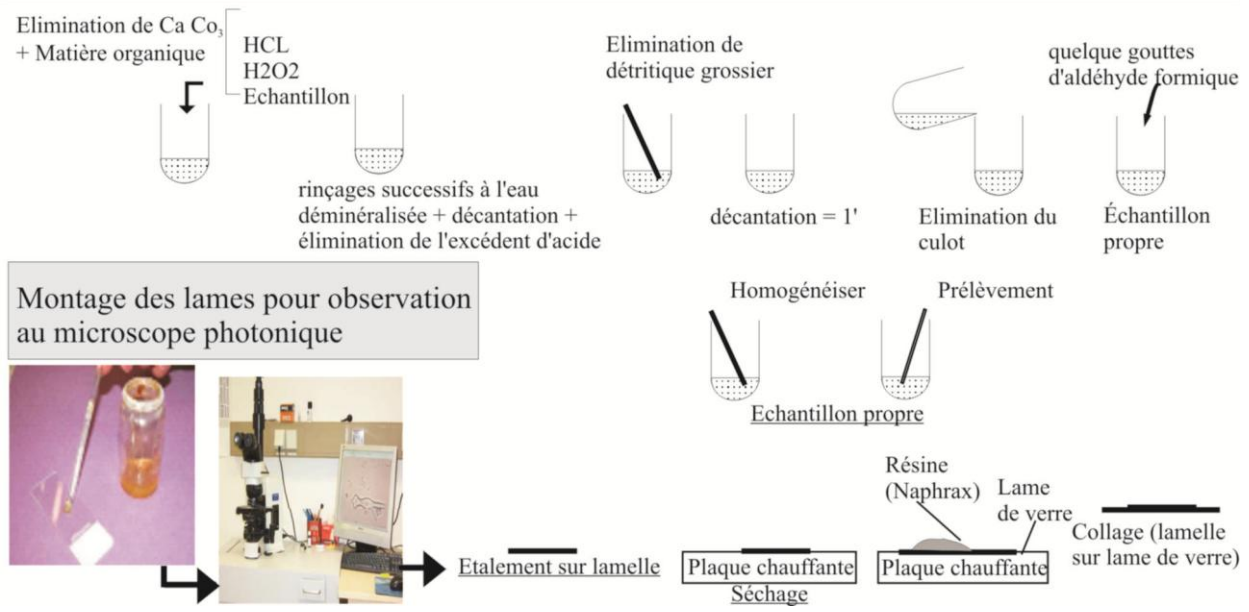 Elimination de Ca Co₃
+ Matière organique
HCL
H2O2
Echantillon
rinçages successifs à l'eau
déminéralisée + décantation +
élimination de l'excédent d'acide
Elimination de
détritique grossier
décantation = 1'
Elimination du
culot
quelque gouttes
d'aldéhyde formique
Échantillon
propre
Montage des lames pour observation
au microscope photonique
Homogénéiser
Prélèvement
Echantillon propre
Etalement sur lamelle
Plaque chauffante
Séchage
Résine
(Naphrax)
Lame
de verre
Plaque chauffante
Collage (lamelle
sur lame de verre)